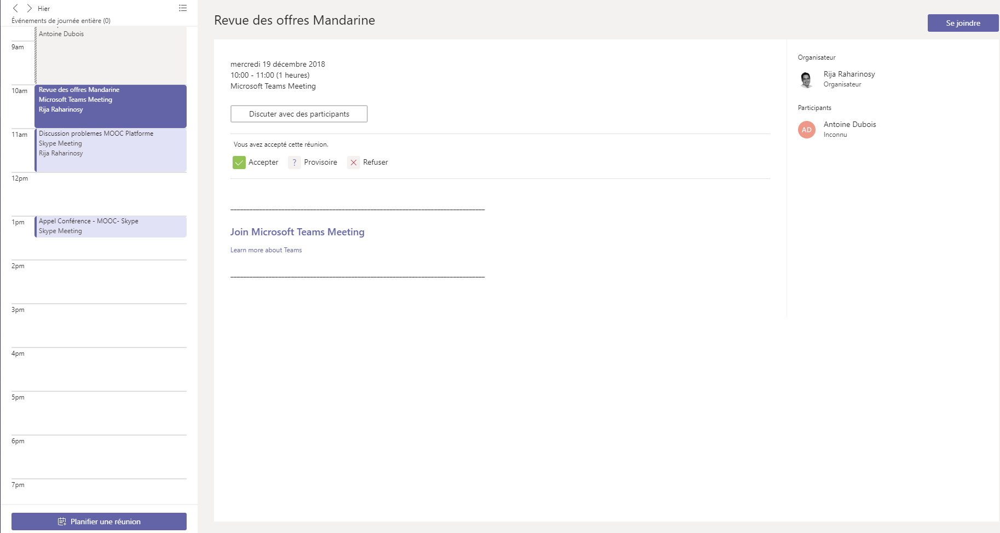 Hier
Événements de journée entière (0)
Antoine Dubois
9am
10am
Revue des offres Mandarine
Microsoft Teams Meeting
Rija Raharinosy
11am
Discussion problemes MOOC Platforme
Skype Meeting
Rija Raharinosy
12pm
1pm
Appel Conférence - MOOC- Skype
Skype Meeting
2pm
3pm
4pm
5pm
6pm
7pm
Planifier une réunion
Revue des offres Mandarine
Se joindre
mercredi 19 décembre 2018
10:00 - 11:00 (1 heures)
Microsoft Teams Meeting
Discuter avec des participants
Vous avez accepté cette réunion.
Accepter ? Provisoire Refuser
Join Microsoft Teams Meeting
Learn more about Teams
Organisateur
Rija Raharinosy
Organisateur
Participants
AD
Antoine Dubois
Inconnu